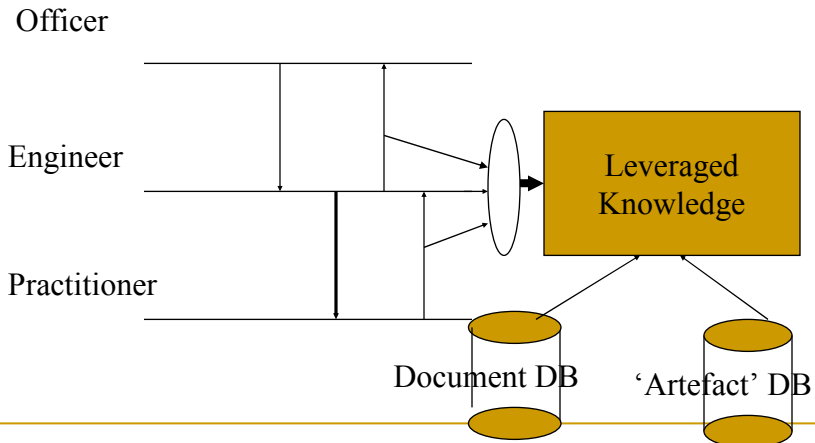 Officer
Engineer
Leveraged
Knowledge
Practitioner
Document DB
‘Artefact’ DB